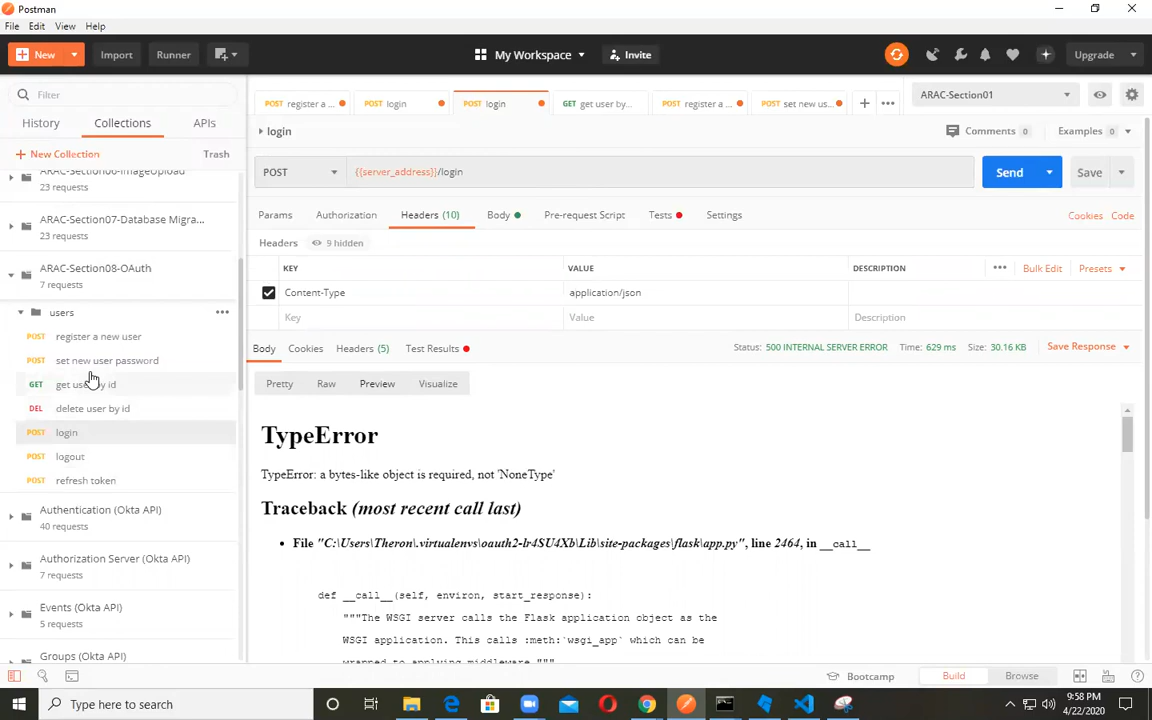 Postman
File Edit View Help
New Import Runner My Workspace Invite Upgrade
Filter
History Collections APIs
New Collection Trash
ARAC-Section06-ImageUpload
23 requests
ARAC-Section07-Database Migra...
23 requests
ARAC-Section08-OAuth
7 requests
users
POST register a new user
POST set new user password
GET get user by id
DEL delete user by id
POST login
POST logout
POST refresh token
Authentication (Okta API)
40 requests
Authorization Server (Okta API)
7 requests
Events (Okta API)
5 requests
Groups (Okta API)
POST register a ... POST login POST login GET get user by... POST register a ... POST set new us... ARAC-Section01
login Comments 0 Examples 0
POST {{server_address}}/login Send Save
Params Authorization Headers (10) Body Pre-request Script Tests Settings Cookies Code
Headers 9 hidden
KEY VALUE DESCRIPTION Bulk Edit Presets
Content-Type application/json
Key Value Description
Body Cookies Headers (5) Test Results Status: 500 INTERNAL SERVER ERROR Time: 629 ms Size: 30.16 KB Save Response
Pretty Raw Preview Visualize
TypeError
TypeError: a bytes-like object is required, not 'NoneType'
Traceback (most recent call last)
File "C:\Users\Theron\.virtualenvs\oauth2-lr4SU4Xb\Lib\site-packages\flask\app.py", line 2464, in __call__
def __call__(self, environ, start_response):
"""The WSGI server calls the Flask application object as the
WSGI application. This calls :meth:`wsgi_app` which can be
wrapped to applying middleware."""
Bootcamp Build Browse
Type here to search
9:58 PM
4/22/2020